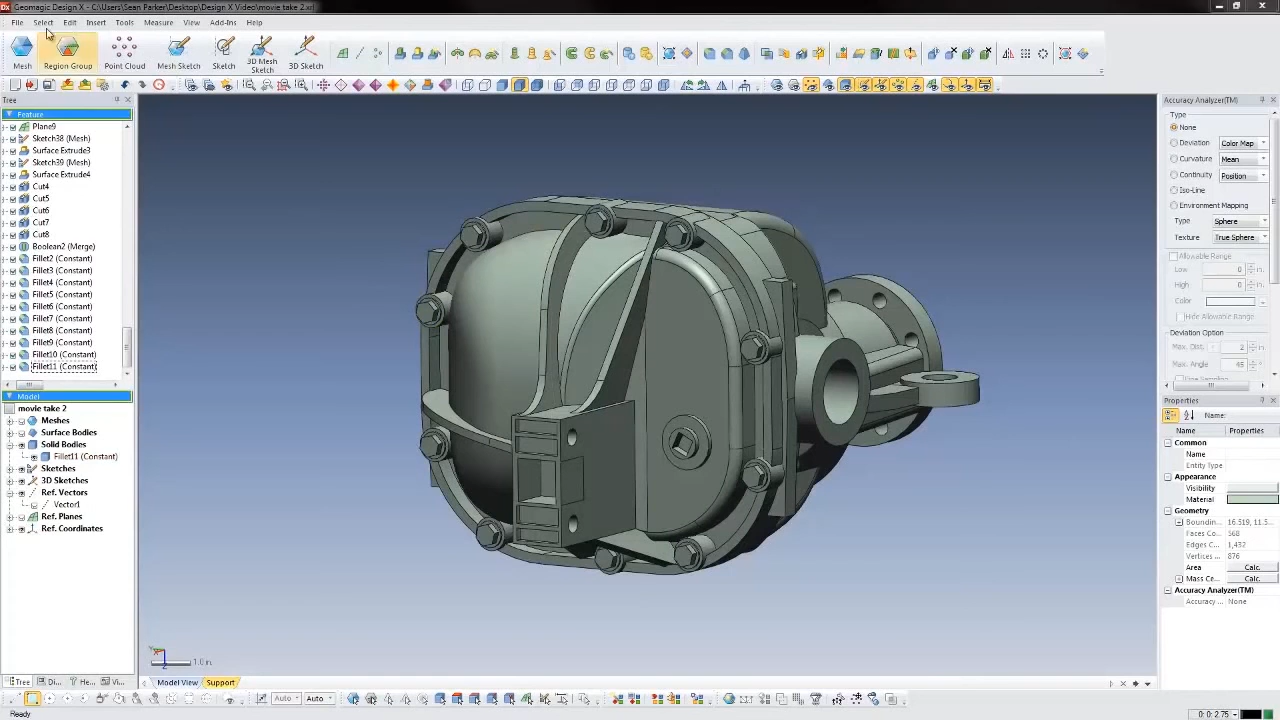 Geomagic Design X - C:\Users\Sean Parker\Desktop\Design X Video\movie take 2.xrl
File Select Edit Insert Tools Measure View Add-Ins Help
Mesh Region Group Point Cloud Mesh Sketch Sketch 3D Mesh Sketch 3D Sketch
Tree
Feature
Plane9
Sketch38 (Mesh)
Surface Extrude3
Sketch39 (Mesh)
Surface Extrude4
Cut4
Cut5
Cut6
Cut7
Cut8
Boolean2 (Merge)
Fillet2 (Constant)
Fillet3 (Constant)
Fillet4 (Constant)
Fillet5 (Constant)
Fillet6 (Constant)
Fillet7 (Constant)
Fillet8 (Constant)
Fillet9 (Constant)
Fillet10 (Constant)
Fillet11 (Constant)
Model
movie take 2
Meshes
Surface Bodies
Solid Bodies
Fillet11 (Constant)
Sketches
3D Sketches
Ref. Vectors
Vector1
Ref. Planes
Ref. Coordinates
1.0 in.
Tree Di... He... Vi...
Model View Support
Auto Auto
Ready
Accuracy Analyzer(TM)
Type
None
Deviation Color Map
Curvature Mean
Continuity Position
Iso-Line
Environment Mapping
Type Sphere
Texture True Sphere
Allowable Range
Low 0 in.
High 0 in.
Color
Hide Allowable Range
Deviation Option
Max. Dist. 2 in.
Max. Angle 45
Properties
Name:
Name Properties
Common
Name
Entity Type
Appearance
Visibility
Material
Geometry
Boundin... 16.519, 11.5...
Faces Co... 568
Edges C... 1,432
Vertices ... 876
Area Calc.
Mass Ce... Calc.
Accuracy Analyzer(TM)
Accuracy ... None
0: 0: 2.75